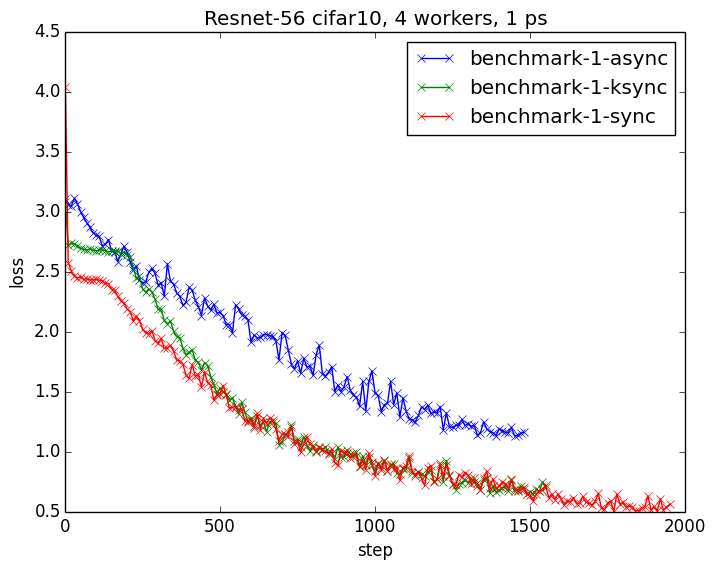 Resnet-56 cifar10, 4 workers, 1 ps
4.5
4.0
3.5
3.0
2.5
2.0
1.5
1.0
0.5
loss
benchmark-1-async
benchmark-1-ksync
benchmark-1-sync
0 500 1000 1500 2000
step